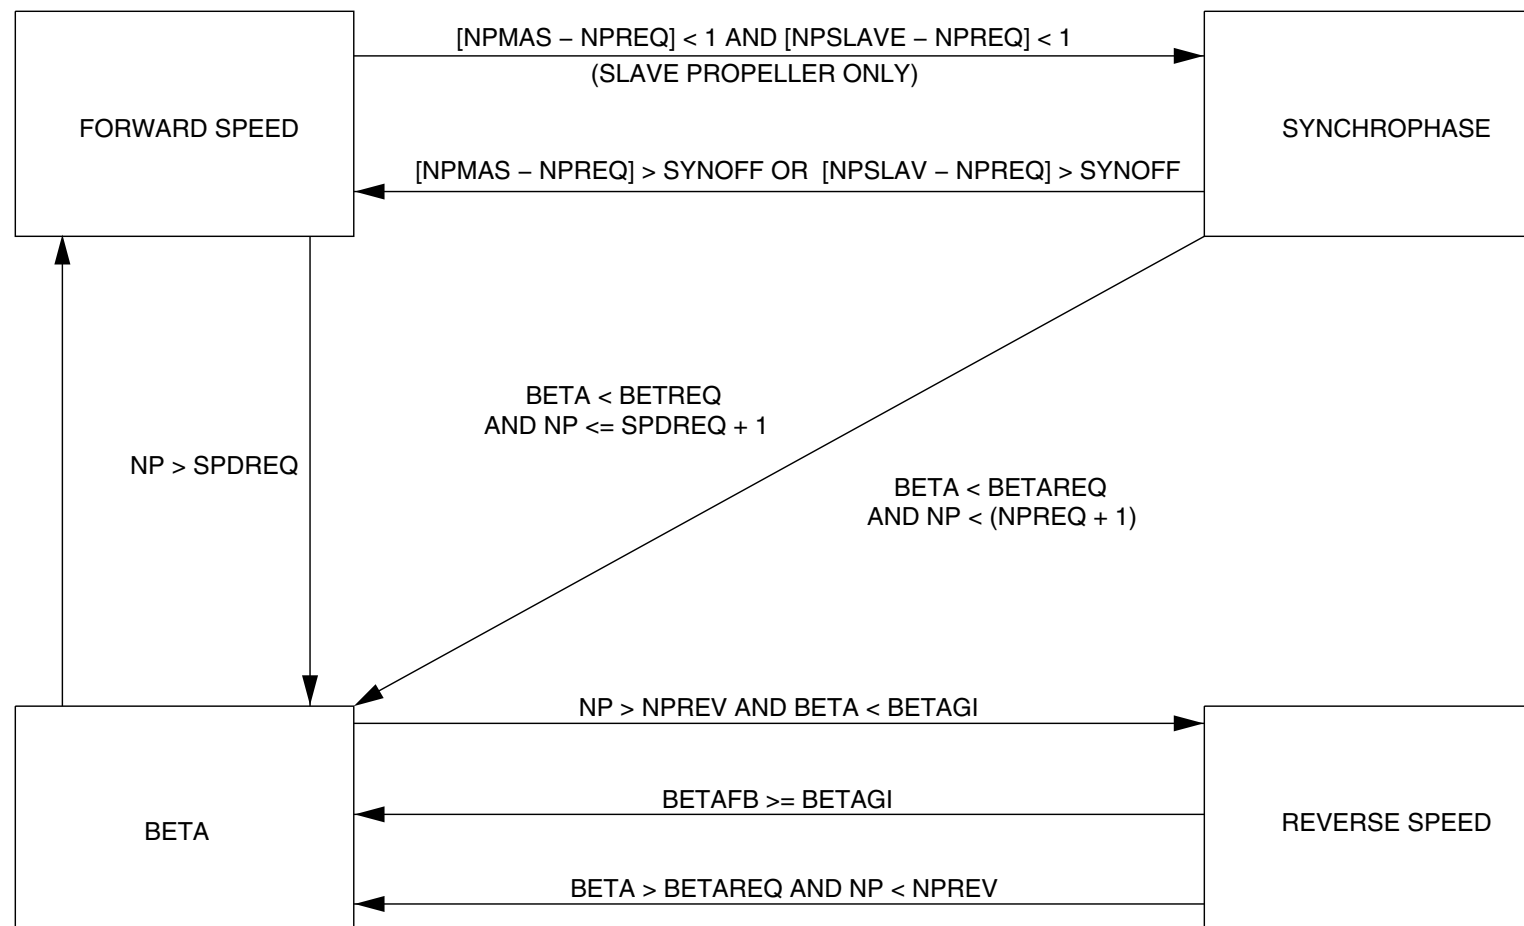 [NPMAS – NPREQ] < 1 AND [NPSLAVE – NPREQ] < 1
(SLAVE PROPELLER ONLY)
FORWARD SPEED
SYNCHROPHASE
[NPMAS – NPREQ] > SYNOFF OR [NPSLAV – NPREQ] > SYNOFF
BETA < BETREQ
AND NP <= SPDREQ + 1
NP > SPDREQ
BETA < BETAREQ
AND NP < (NPREQ + 1)
NP > NPREV AND BETA < BETAGI
BETAFB >= BETAGI
BETA
REVERSE SPEED
BETA > BETAREQ AND NP < NPREV